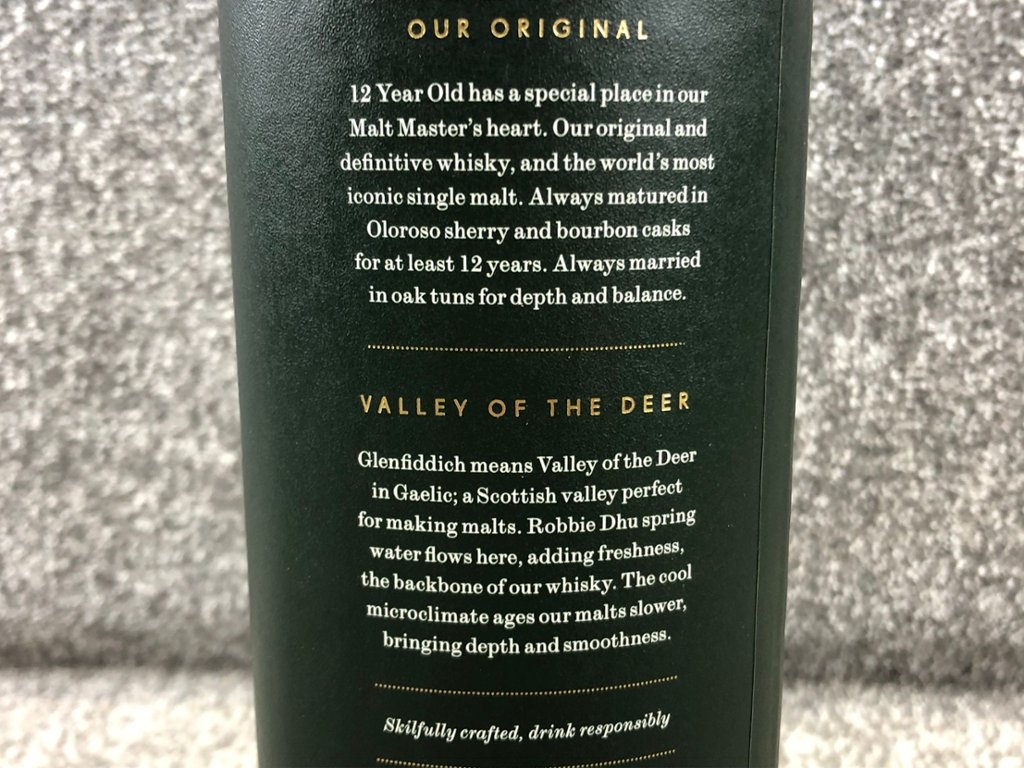 OUR ORIGINAL
12 Year Old has a special place in our
Malt Master's heart. Our original and
definitive whisky, and the world's most
iconic single malt. Always matured in
Oloroso sherry and bourbon casks
for at least 12 years. Always married
in oak tuns for depth and balance.
VALLEY OF THE DEER
Glenfiddich means Valley of the Deer
in Gaelic; a Scottish valley perfect
for making malts. Robbie Dhu spring
water flows here, adding freshness,
the backbone of our whisky. The cool
microclimate ages our malts slower,
bringing depth and smoothness.
Skilfully crafted, drink responsibly